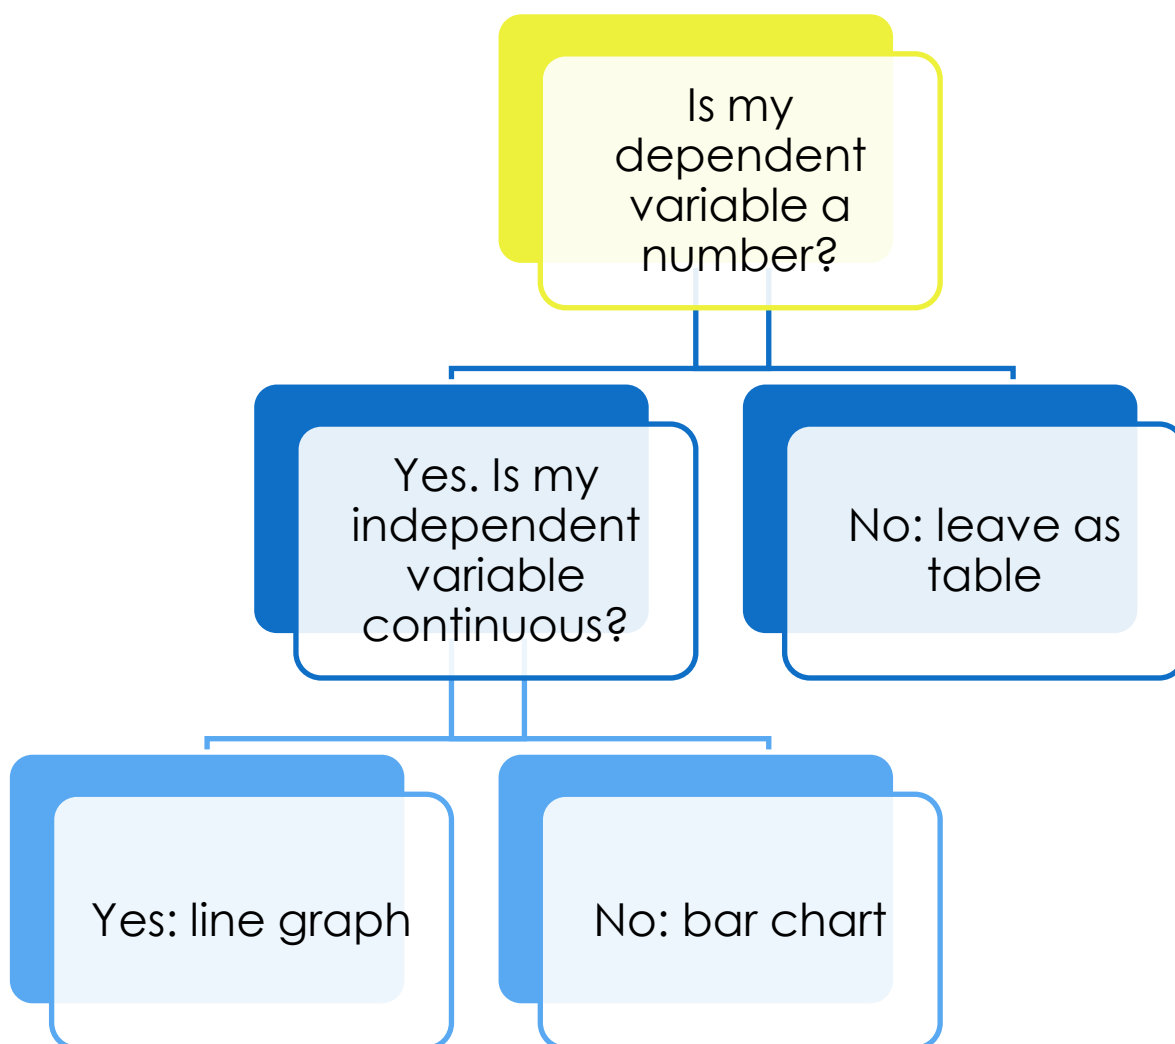 Is my
dependent
variable a
number?
Yes. Is my
independent
variable
continuous?
No: leave as
table
Yes: line graph
No: bar chart